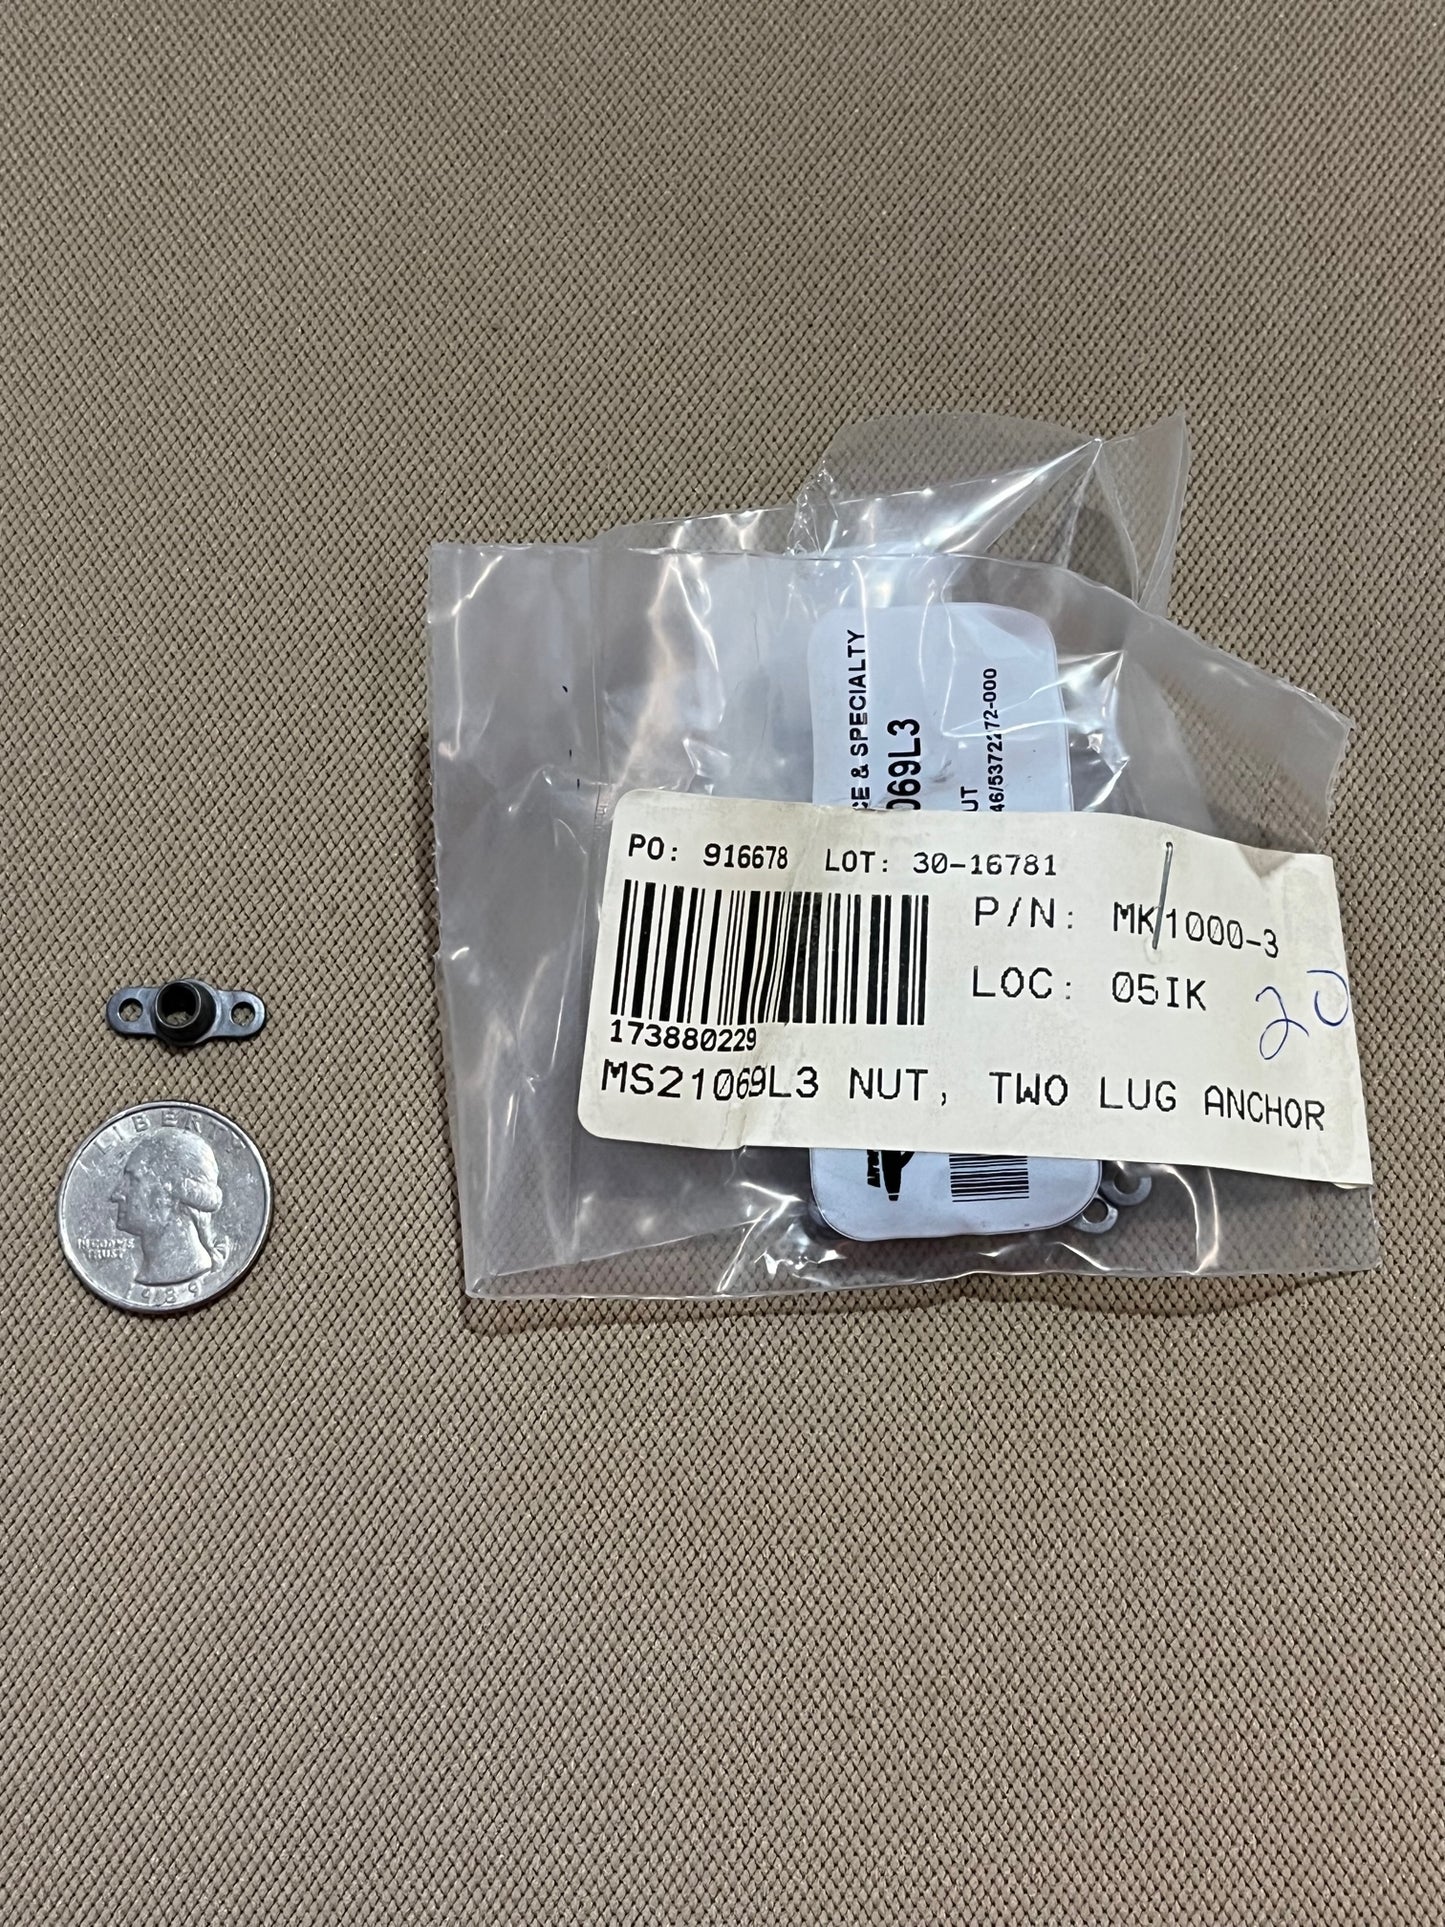 CE & SPECIALTY
069L3
UT
46/5372272-000
PO: 916678 LOT: 30-16781
P/N: MK1000-3
LOC: 05IK
20
173880229
MS21069L3 NUT, TWO LUG ANCHOR
LIBERTY
IN GOD WE
TRUST
1989